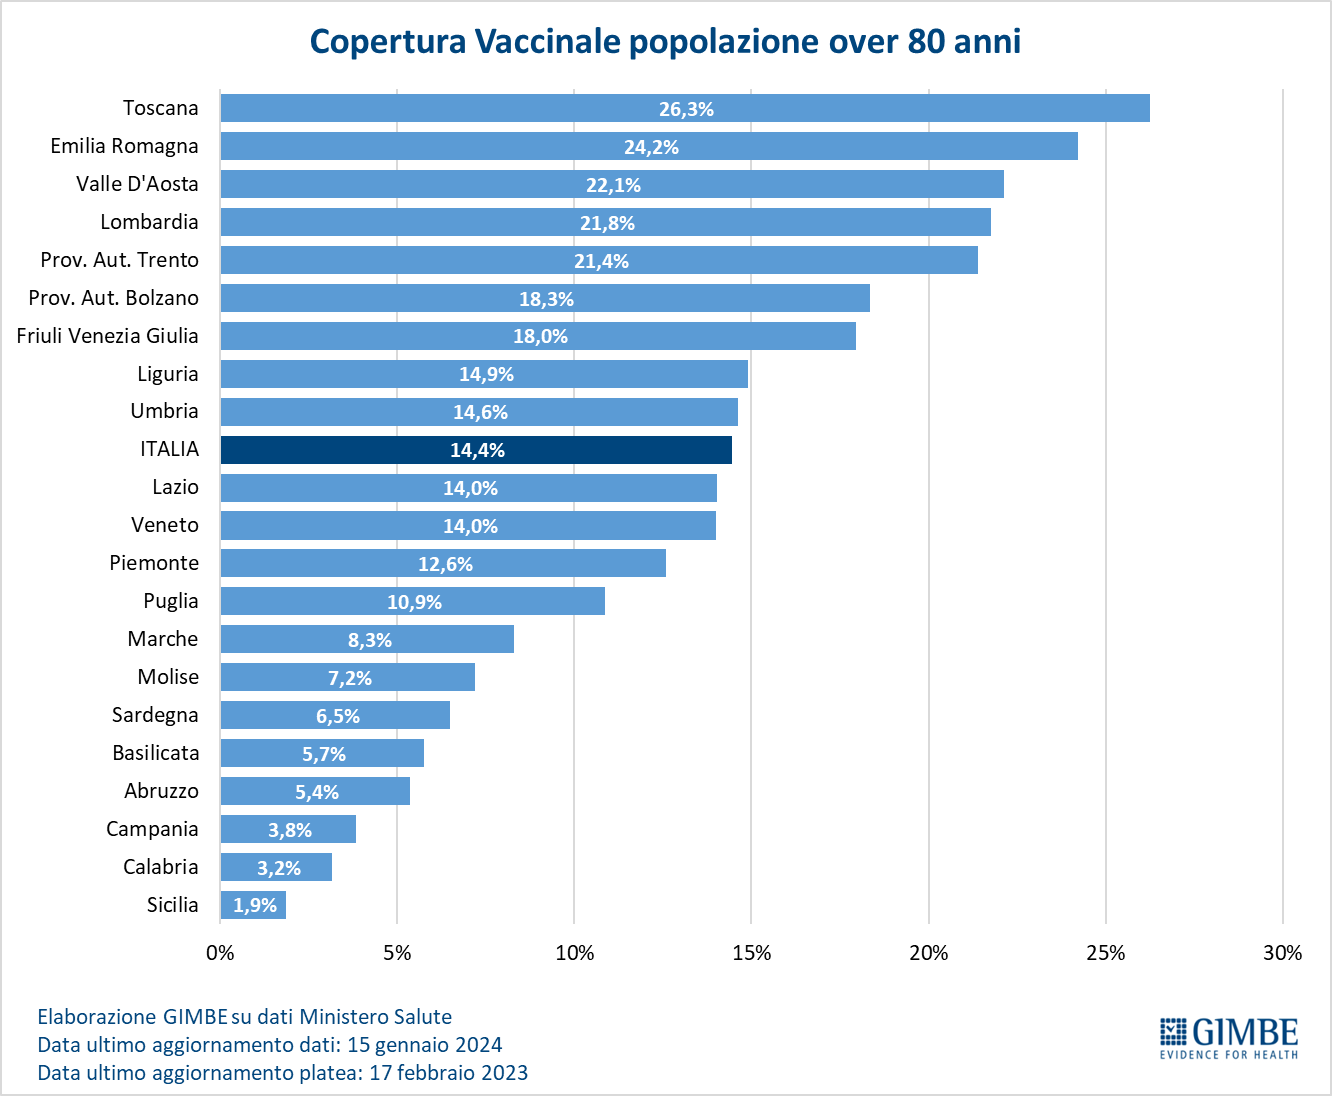 Copertura Vaccinale popolazione over 80 anni
Toscana 26,3%
Emilia Romagna 24,2%
Valle D'Aosta 22,1%
Lombardia 21,8%
Prov. Aut. Trento 21,4%
Prov. Aut. Bolzano 18,3%
Friuli Venezia Giulia 18,0%
Liguria 14,9%
Umbria 14,6%
ITALIA 14,4%
Lazio 14,0%
Veneto 14,0%
Piemonte 12,6%
Puglia 10,9%
Marche 8,3%
Molise 7,2%
Sardegna 6,5%
Basilicata 5,7%
Abruzzo 5,4%
Campania 3,8%
Calabria 3,2%
Sicilia 1,9%
0% 5% 10% 15% 20% 25% 30%
Elaborazione GIMBE su dati Ministero Salute
Data ultimo aggiornamento dati: 15 gennaio 2024
Data ultimo aggiornamento platea: 17 febbraio 2023
GIMBE
EVIDENCE FOR HEALTH